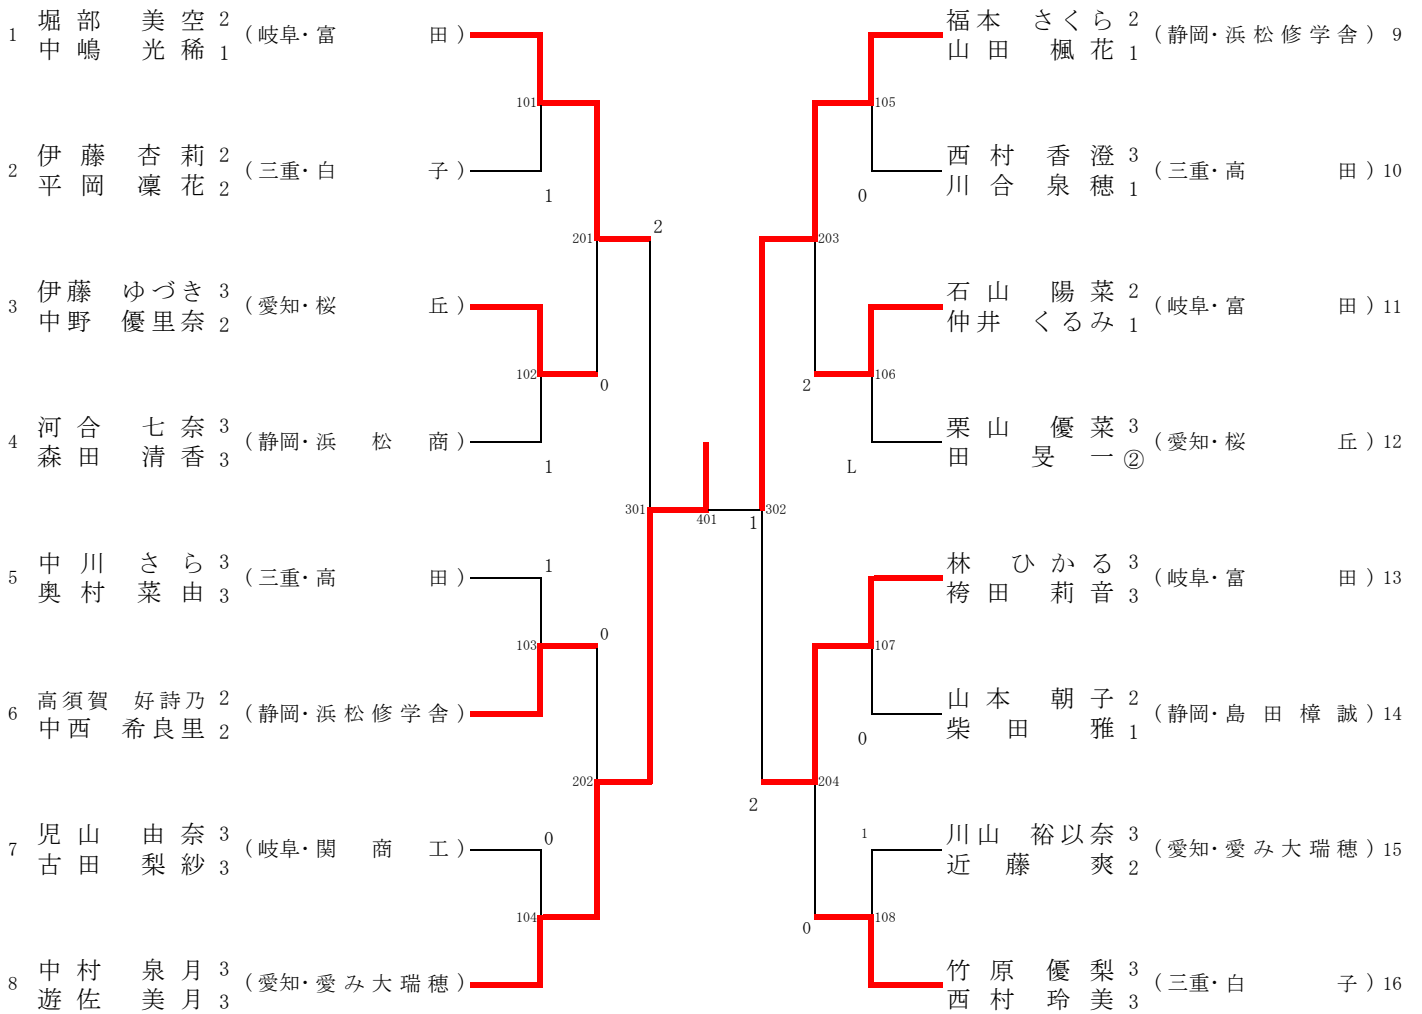 1 堀部 美空 2 (岐阜・富田)
中嶋 光稀 1
101
2 伊藤 杏莉 2 (三重・白子)
平岡 凜花 2
1
201
2
3 伊藤 ゆづき 3 (愛知・桜丘)
中野 優里奈 2
102
0
4 河合 七奈 3 (静岡・浜松商)
森田 清香 3
1
301
401
5 中川 さら 3 (三重・高田)
奥村 菜由 3
1
103
0
6 高須賀 好詩乃 2 (静岡・浜松修学舎)
中西 希良里 2
202
7 児山 由奈 3 (岐阜・関商工)
古田 梨紗 3
0
104
8 中村 泉月 3 (愛知・愛み大瑞穂)
遊佐 美月 3
福本 さくら 2 (静岡・浜松修学舎) 9
山田 楓花 1
105
西村 香澄 3 (三重・高田) 10
川合 泉穂 1
0
203
石山 陽菜 2 (岐阜・富田) 11
仲井 くるみ 1
2
106
栗山 優菜 3 (愛知・桜丘) 12
田 旻一 ②
L
1
302
林 ひかる 3 (岐阜・富田) 13
袴田 莉音 3
107
山本 朝子 2 (静岡・島田樟誠) 14
柴田 雅 1
0
204
2
川山 裕以奈 3 (愛知・愛み大瑞穂) 15
近藤 爽 2
1
108
0
竹原 優梨 3 (三重・白子) 16
西村 玲美 3